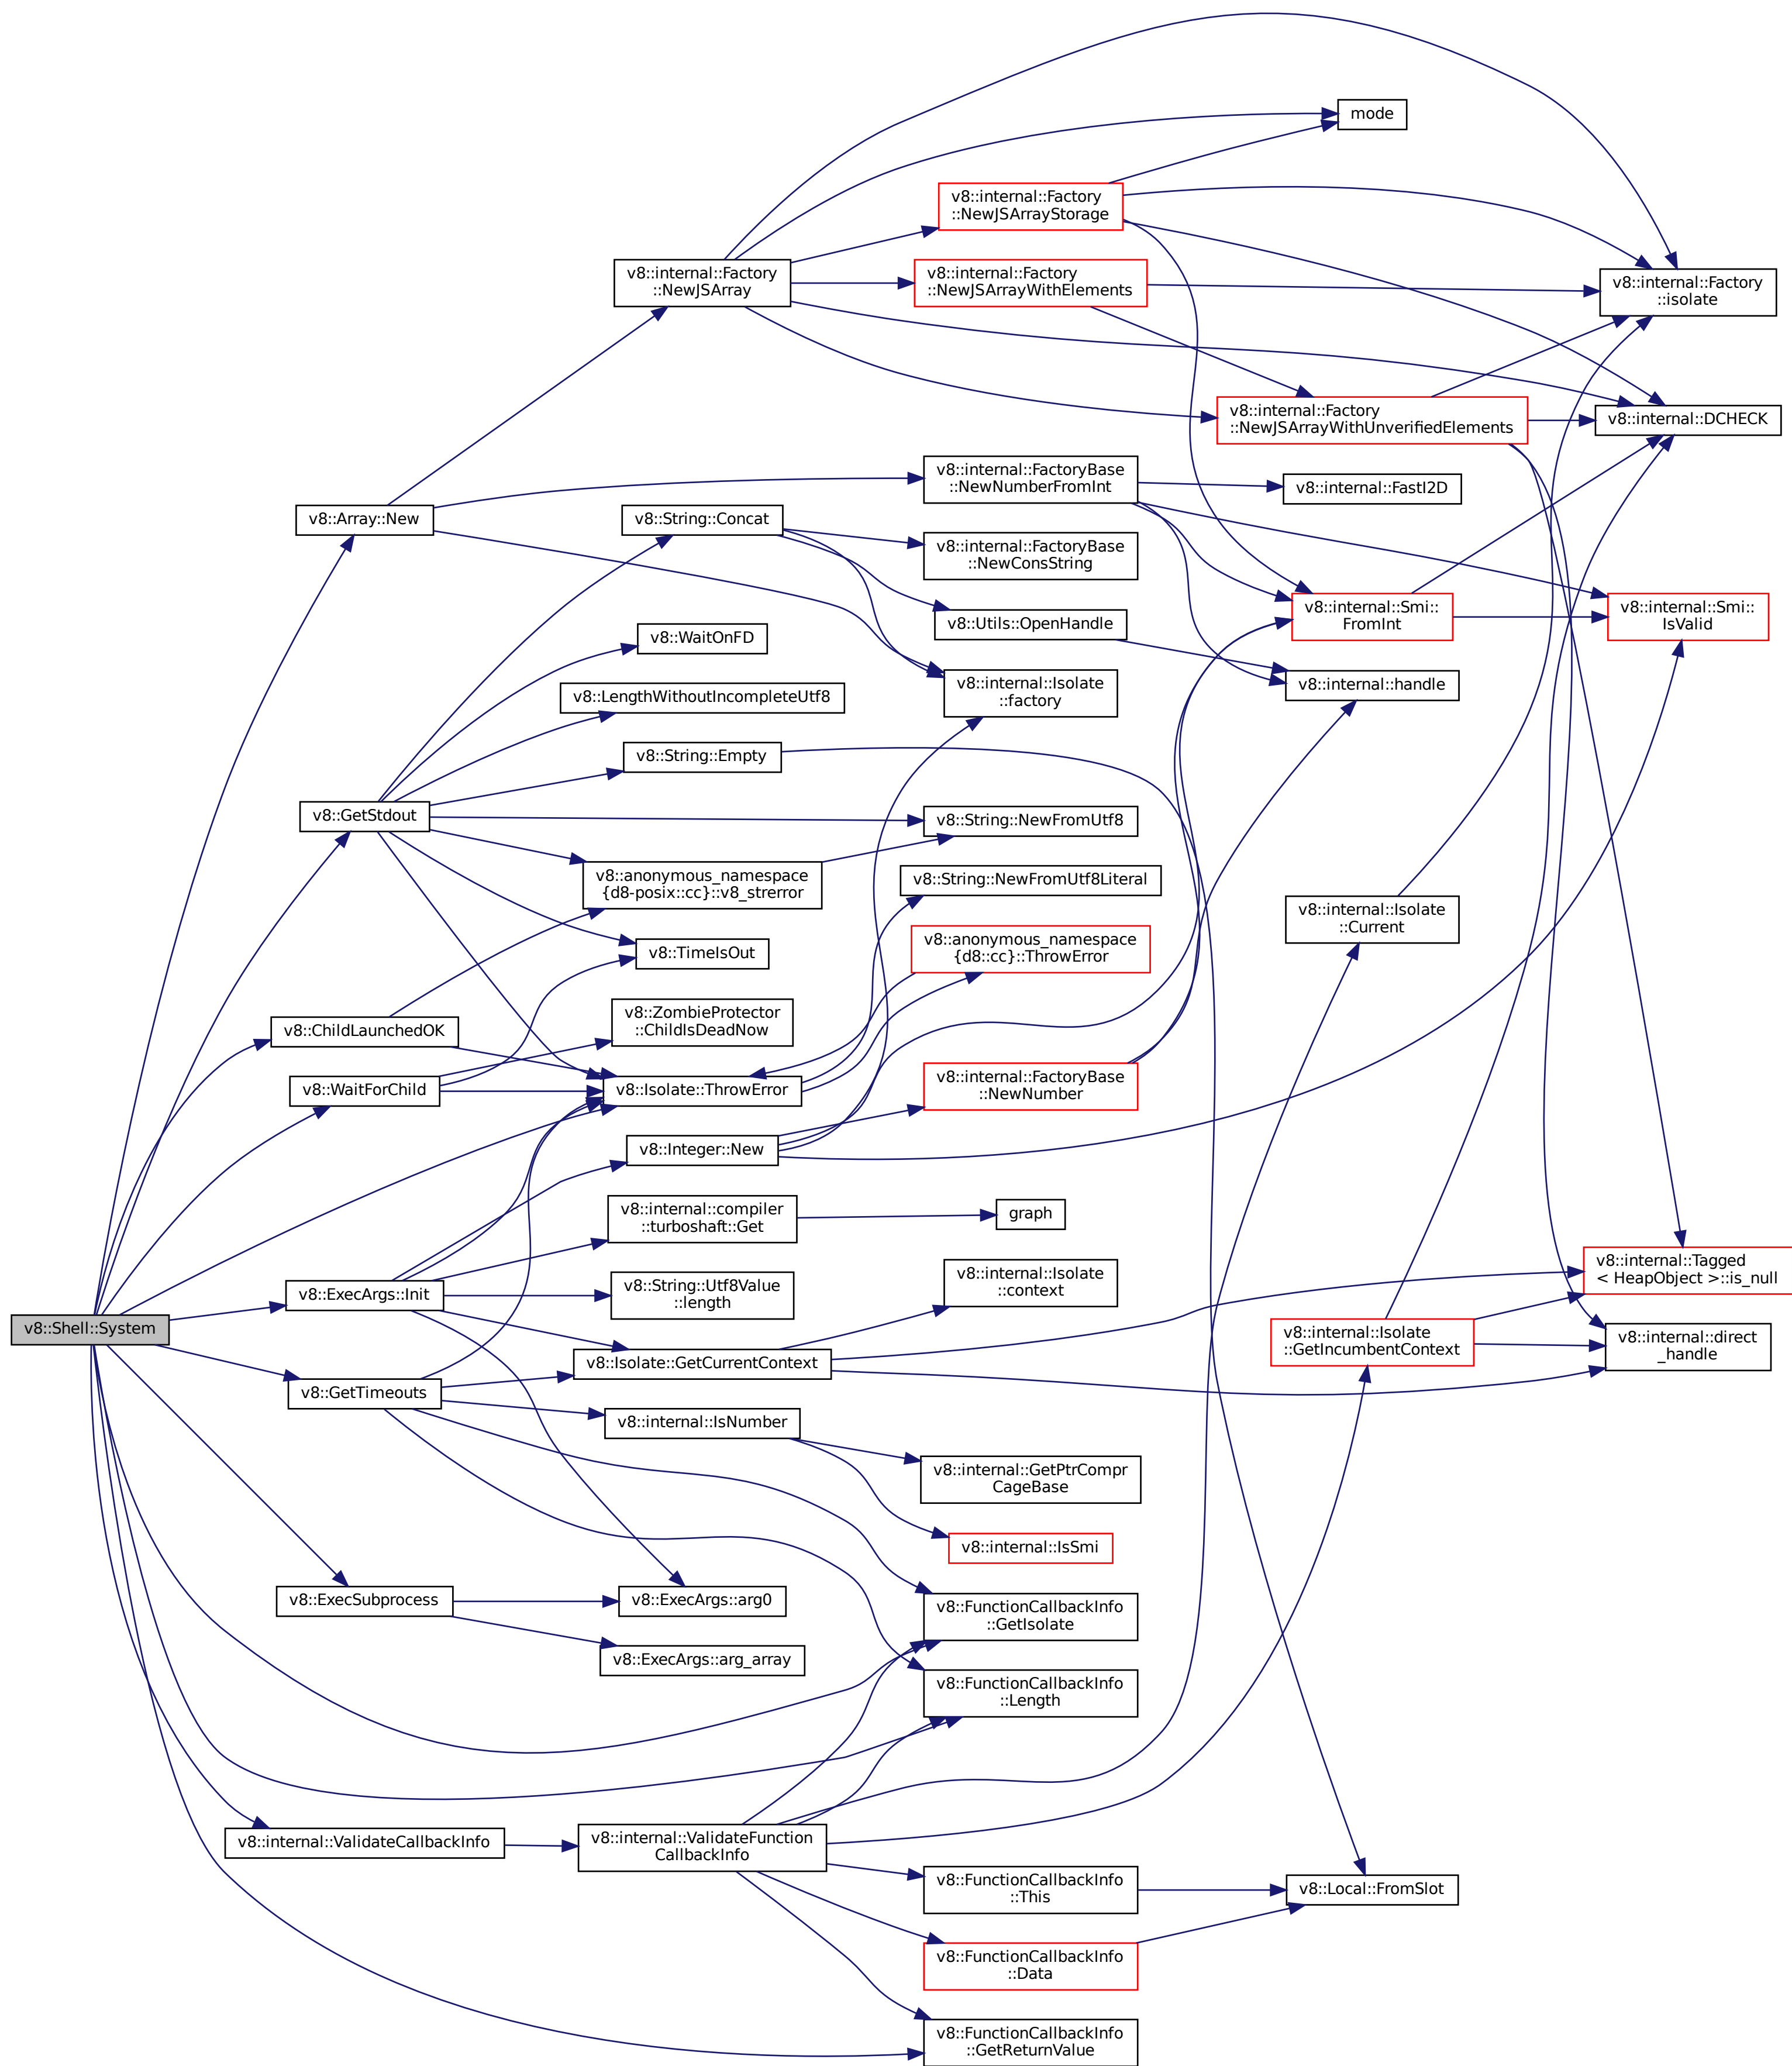 v8::Shell::System
v8::Array::New
v8::GetStdout
v8::ChildLaunchedOK
v8::WaitForChild
v8::ExecArgs::Init
v8::GetTimeouts
v8::ExecSubprocess
v8::internal::ValidateCallbackInfo
v8::internal::Factory
::NewJSArray
v8::String::Concat
v8::WaitOnFD
v8::LengthWithoutIncompleteUtf8
v8::String::Empty
v8::anonymous_namespace
{d8-posix::cc}::v8_strerror
v8::TimeIsOut
v8::ZombieProtector
::ChildIsDeadNow
v8::Isolate::ThrowError
v8::Integer::New
v8::internal::compiler
::turboshaft::Get
v8::String::Utf8Value
::length
v8::Isolate::GetCurrentContext
v8::internal::IsNumber
v8::ExecArgs::arg0
v8::ExecArgs::arg_array
v8::internal::ValidateFunction
CallbackInfo
v8::internal::Factory
::NewJSArrayStorage
v8::internal::Factory
::NewJSArrayWithElements
v8::internal::FactoryBase
::NewNumberFromInt
v8::internal::FactoryBase
::NewConsString
v8::Utils::OpenHandle
v8::internal::Isolate
::factory
v8::String::NewFromUtf8
v8::String::NewFromUtf8Literal
v8::anonymous_namespace
{d8::cc}::ThrowError
v8::internal::FactoryBase
::NewNumber
graph
v8::internal::Isolate
::context
v8::internal::GetPtrCompr
CageBase
v8::internal::IsSmi
v8::FunctionCallbackInfo
::GetIsolate
v8::FunctionCallbackInfo
::Length
v8::FunctionCallbackInfo
::This
v8::FunctionCallbackInfo
::Data
v8::FunctionCallbackInfo
::GetReturnValue
mode
v8::internal::Factory
::NewJSArrayWithUnverifiedElements
v8::internal::FastI2D
v8::internal::Smi::
FromInt
v8::internal::handle
v8::internal::Isolate
::Current
v8::internal::Isolate
::GetIncumbentContext
v8::Local::FromSlot
v8::internal::Factory
::isolate
v8::internal::DCHECK
v8::internal::Smi::
IsValid
v8::internal::Tagged
< HeapObject >::is_null
v8::internal::direct
_handle